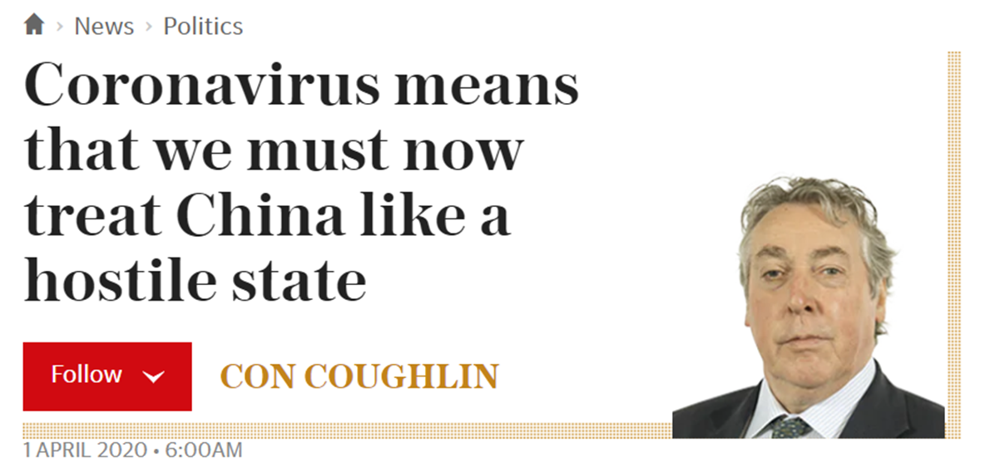 News > Politics
Coronavirus means
that we must now
treat China like a
hostile state
Follow
CON COUGHLIN
1 APRIL 2020 • 6:00AM